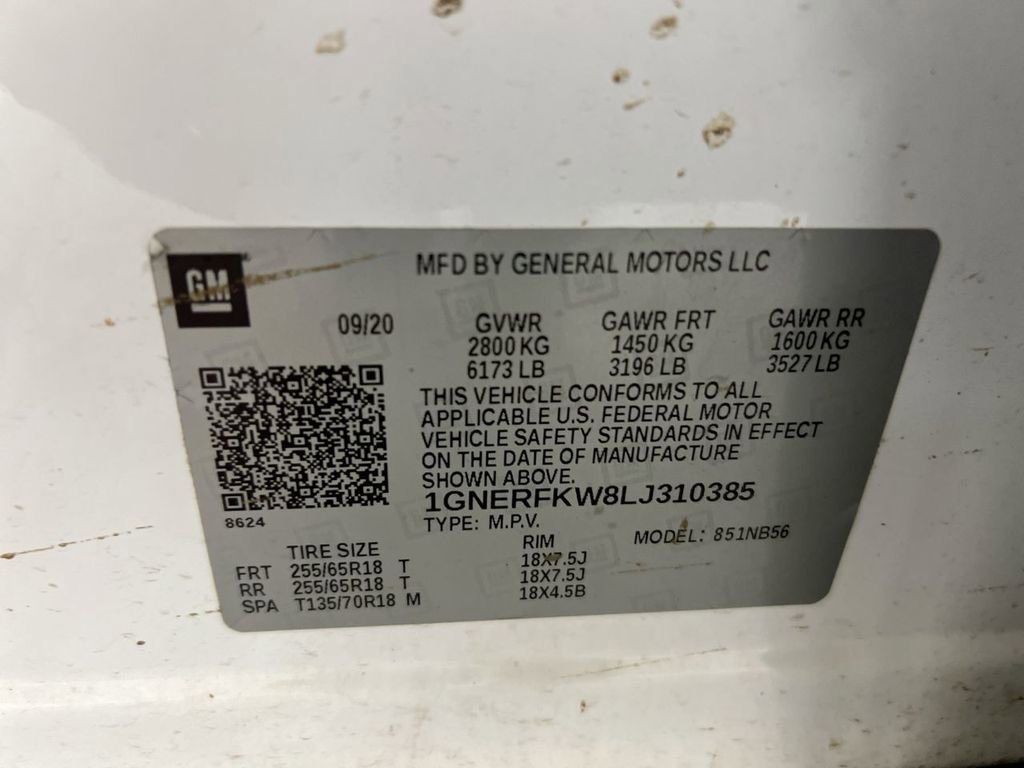 GM
MFD BY GENERAL MOTORS LLC
09/20 GVWR GAWR FRT GAWR RR
2800 KG 1450 KG 1600 KG
6173 LB 3196 LB 3527 LB
THIS VEHICLE CONFORMS TO ALL
APPLICABLE U.S. FEDERAL MOTOR
VEHICLE SAFETY STANDARDS IN EFFECT
ON THE DATE OF MANUFACTURE
SHOWN ABOVE.
1GNERFKW8LJ310385
8624
TYPE: M.P.V.
MODEL: 851NB56
TIRE SIZE RIM
FRT 255/65R18 T 18X7.5J
RR 255/65R18 T 18X7.5J
SPA T135/70R18 M 18X4.5B